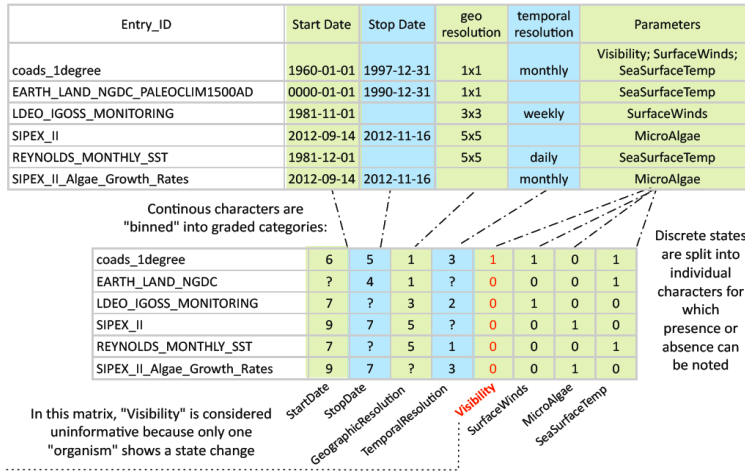 Entry_ID Start Date Stop Date geo resolution temporal resolution Parameters
coads_1degree 1960-01-01 1997-12-31 1x1 monthly Visibility; SurfaceWinds; SeaSurfaceTemp
EARTH_LAND_NGDC_PALEOCLIM1500AD 0000-01-01 1990-12-31 1x1 SeaSurfaceTemp
LDEO_IGOSS_MONITORING 1981-11-01 3x3 weekly SurfaceWinds
SIPEX_II 2012-09-14 2012-11-16 5x5 MicroAlgae
REYNOLDS_MONTHLY_SST 1981-12-01 5x5 daily SeaSurfaceTemp
SIPEX_II_Algae_Growth_Rates 2012-09-14 2012-11-16 monthly MicroAlgae
Continous characters are
"binned" into graded categories:
coads_1degree 6 5 1 3 1 1 0 1
EARTH_LAND_NGDC ? 4 1 ? 0 0 0 1
LDEO_IGOSS_MONITORING 7 ? 3 2 0 1 0 0
SIPEX_II 9 7 5 ? 0 0 1 0
REYNOLDS_MONTHLY_SST 7 ? 5 1 0 0 0 1
SIPEX_II_Algae_Growth_Rates 9 7 ? 3 0 0 1 0
StartDate StopDate GeographicResolution TemporalResolution Visibility SurfaceWinds MicroAlgae SeaSurfaceTemp
Discrete states
are split into
individual
characters for
which
presence or
absence can
be noted
In this matrix, "Visibility" is considered
uninformative because only one
"organism" shows a state change